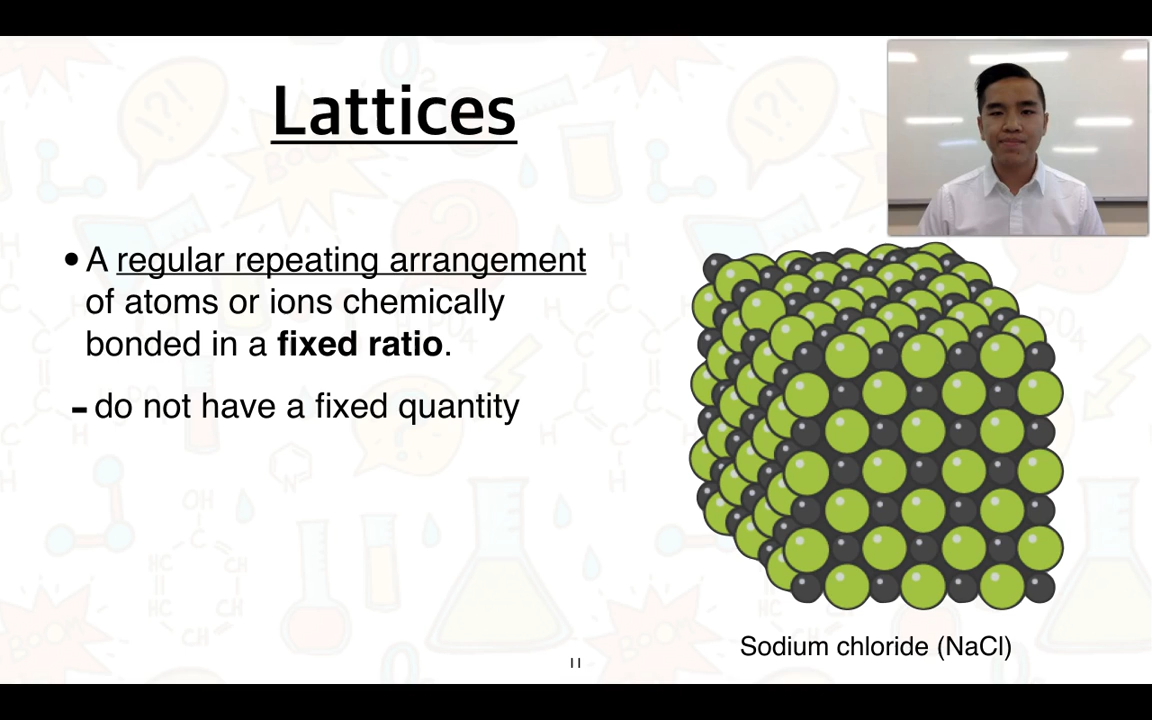 Lattices
• A regular repeating arrangement
of atoms or ions chemically
bonded in a fixed ratio.
- do not have a fixed quantity
Sodium chloride (NaCl)
11